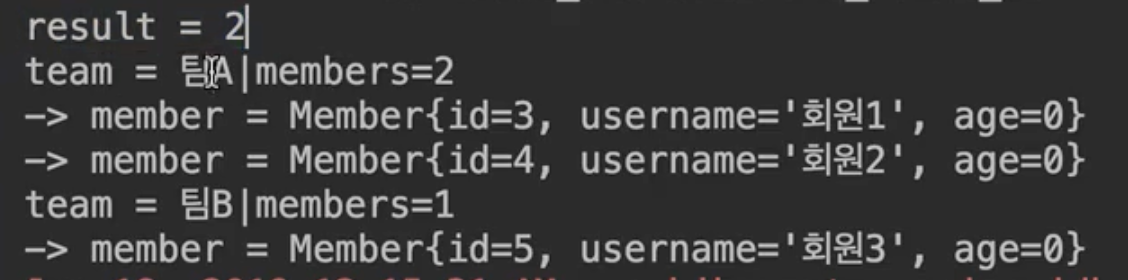 result = 2
team = 팀A|members=2
-> member = Member{id=3, username='회원1', age=0}
-> member = Member{id=4, username='회원2', age=0}
team = 팀B|members=1
-> member = Member{id=5, username='회원3', age=0}